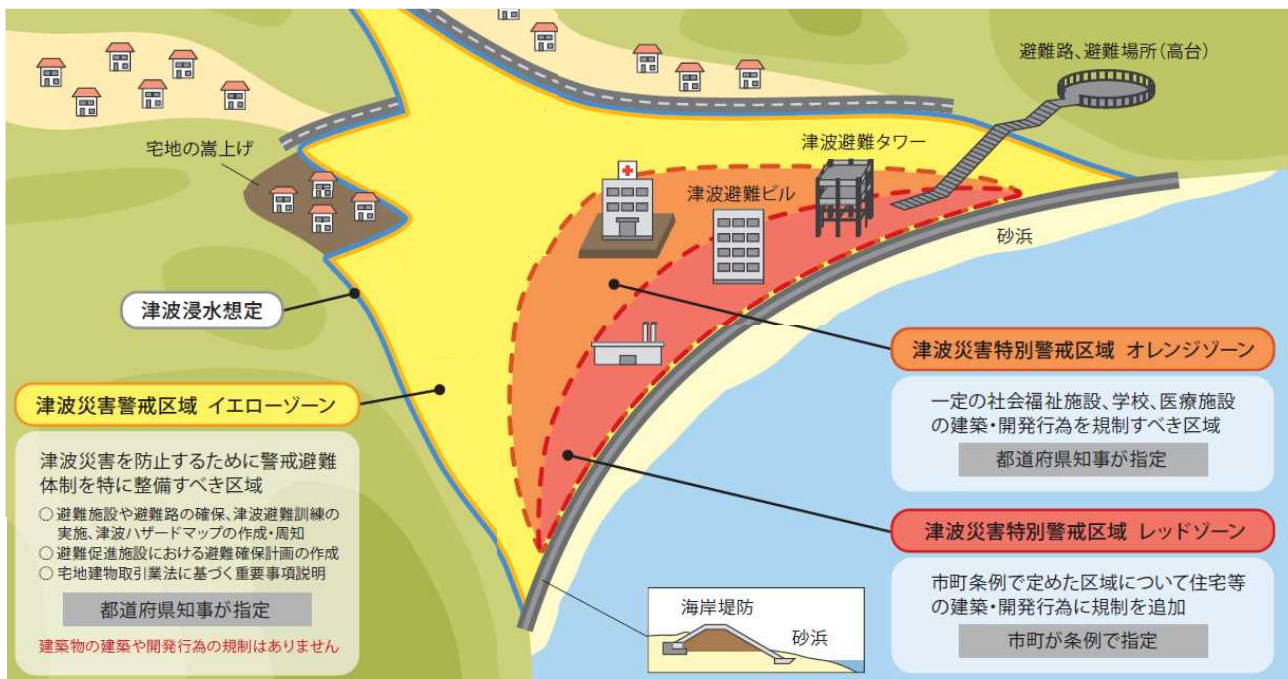 避難路、避難場所(高台)
津波避難タワー
宅地の嵩上げ
津波避難ビル
砂浜
津波浸水想定
津波災害特別警戒区域 オレンジゾーン
一定の社会福祉施設、学校、医療施設
の建築・開発行為を規制すべき区域
都道府県知事が指定
津波災害警戒区域 イエローゾーン
津波災害を防止するために警戒避難
体制を特に整備すべき区域
○ 避難施設や避難路の確保、津波避難訓練の
実施、津波ハザードマップの作成・周知
○ 避難促進施設における避難確保計画の作成
○ 宅地建物取引業法に基づく重要事項説明
都道府県知事が指定
建築物の建築や開発行為の規制はありません
津波災害特別警戒区域 レッドゾーン
市町条例で定めた区域について住宅等
の建築・開発行為に規制を追加
市町が条例で指定
海岸堤防
砂浜